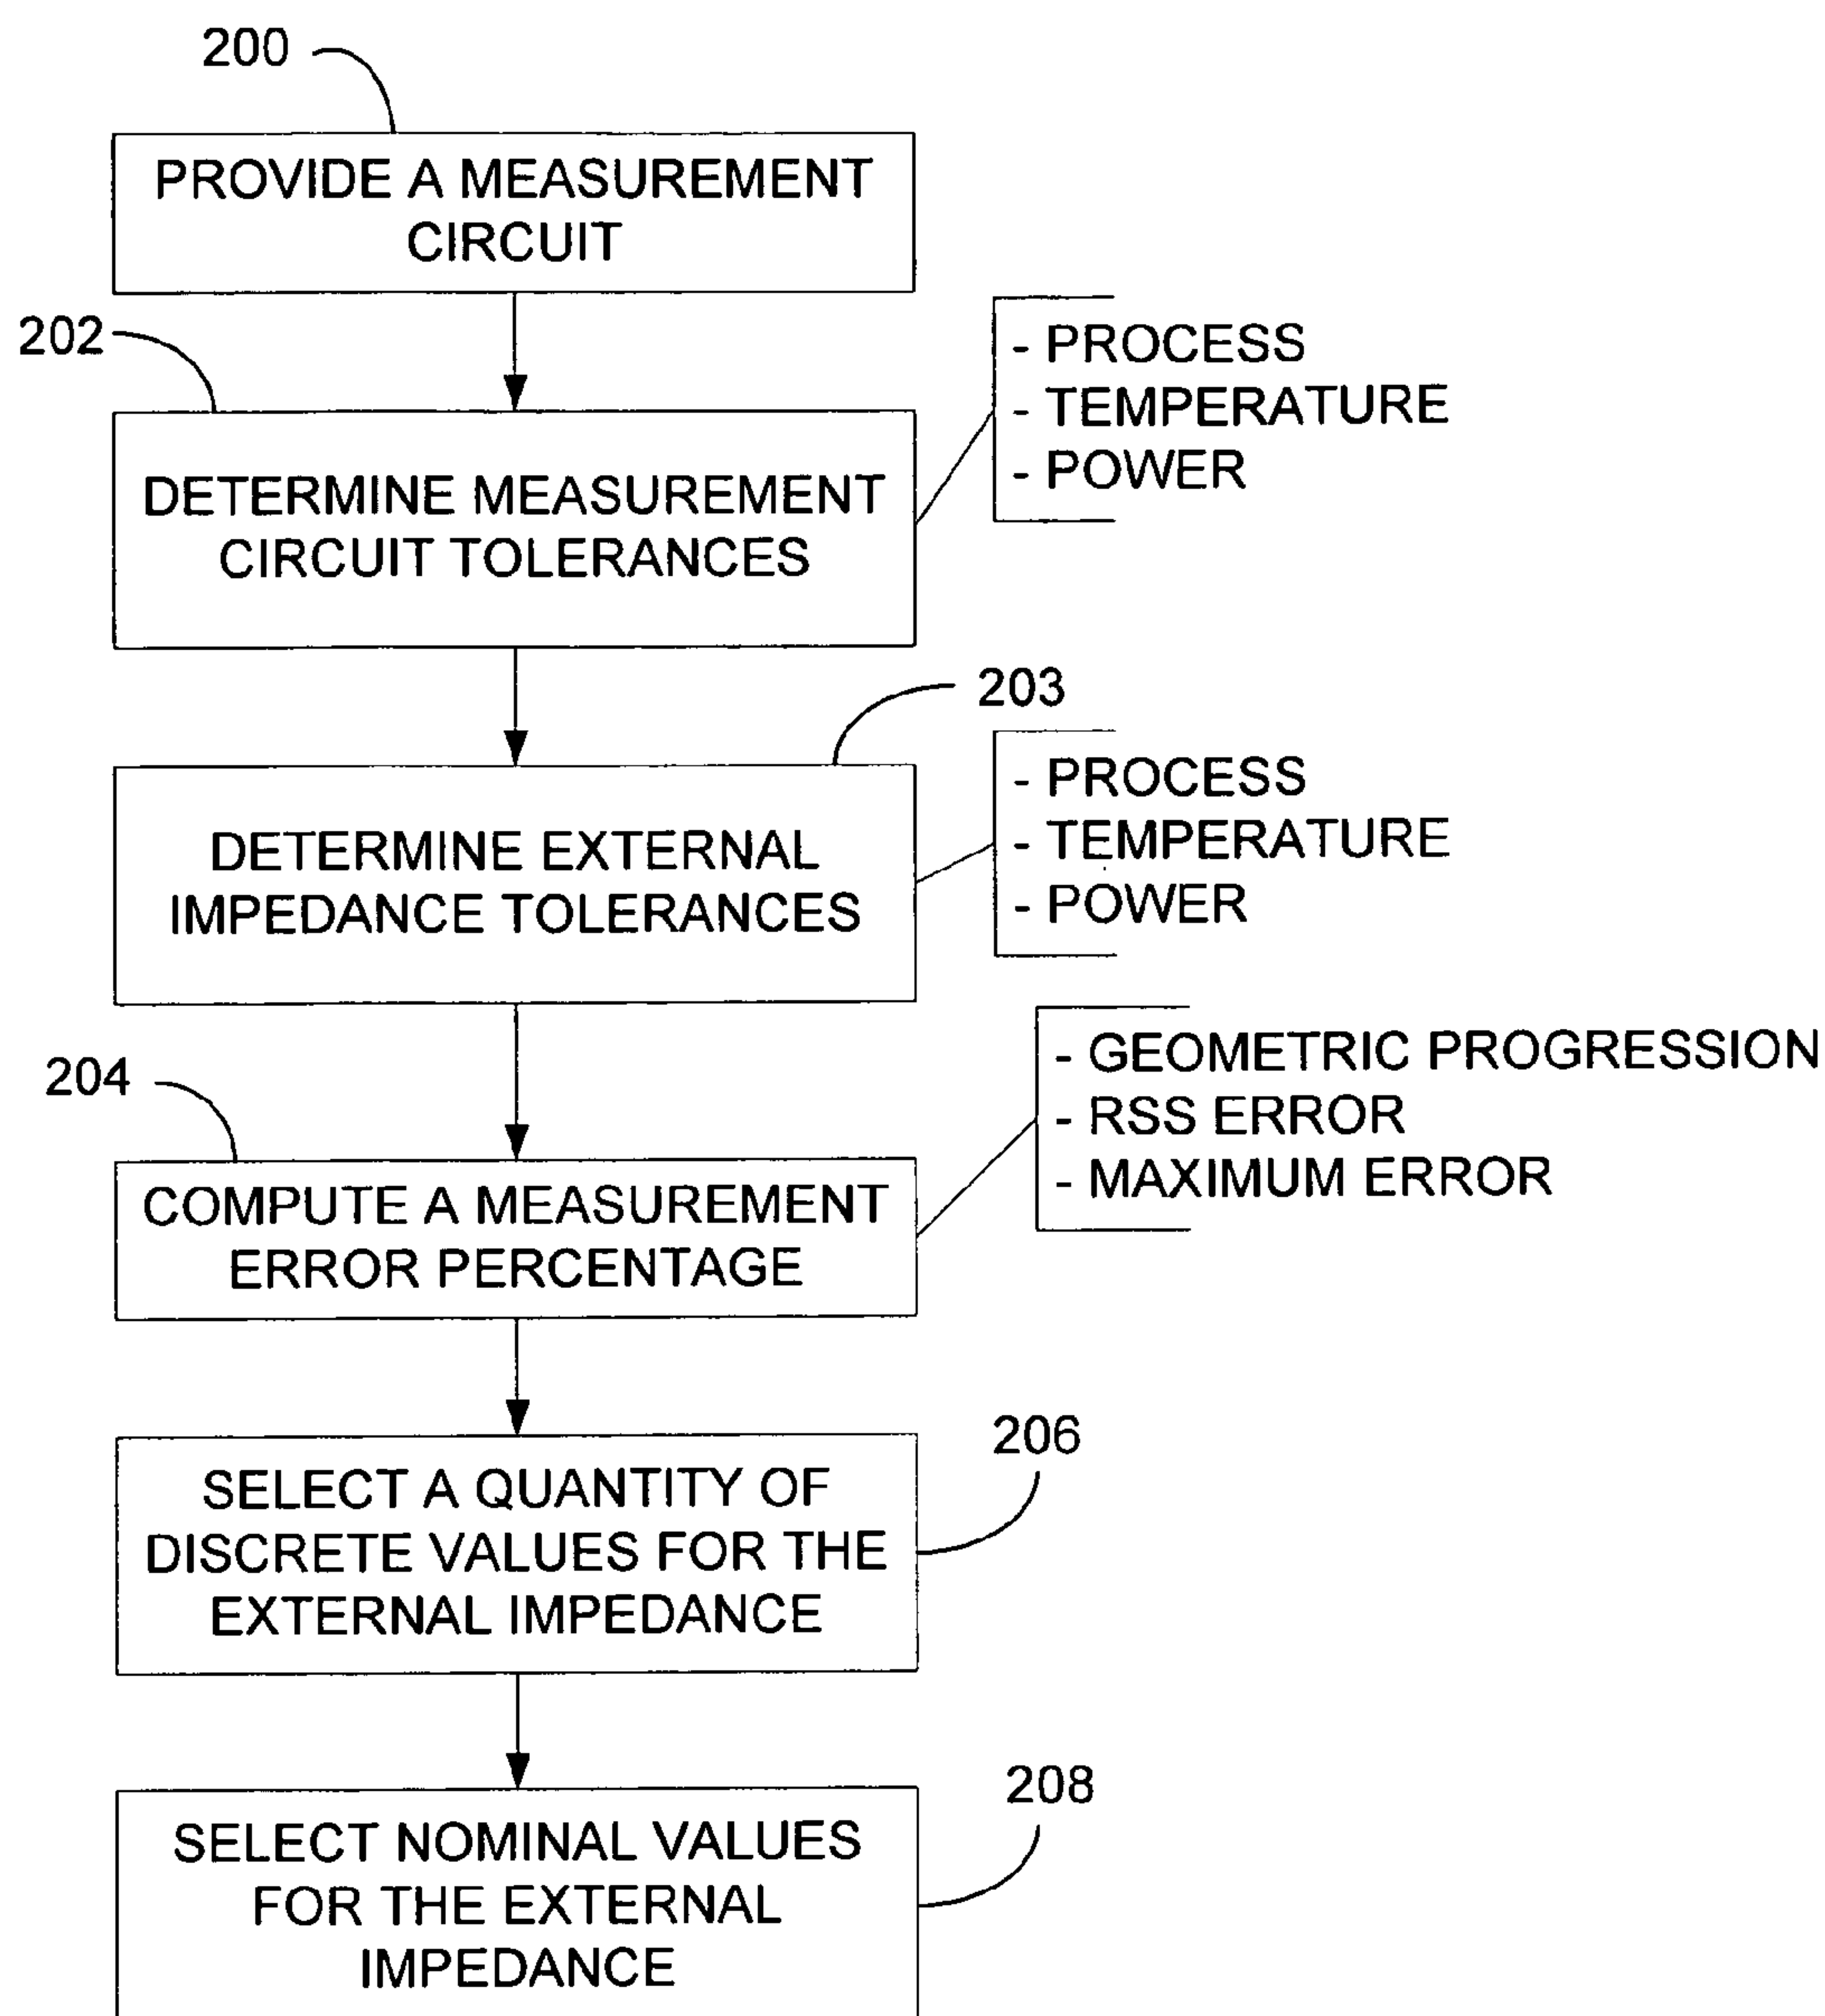 200
PROVIDE A MEASUREMENT
CIRCUIT
202
- PROCESS
- TEMPERATURE
- POWER
DETERMINE MEASUREMENT
CIRCUIT TOLERANCES
203
- PROCESS
- TEMPERATURE
- POWER
DETERMINE EXTERNAL
IMPEDANCE TOLERANCES
204
- GEOMETRIC PROGRESSION
- RSS ERROR
- MAXIMUM ERROR
COMPUTE A MEASUREMENT
ERROR PERCENTAGE
206
SELECT A QUANTITY OF
DISCRETE VALUES FOR THE
EXTERNAL IMPEDANCE
208
SELECT NOMINAL VALUES
FOR THE EXTERNAL
IMPEDANCE